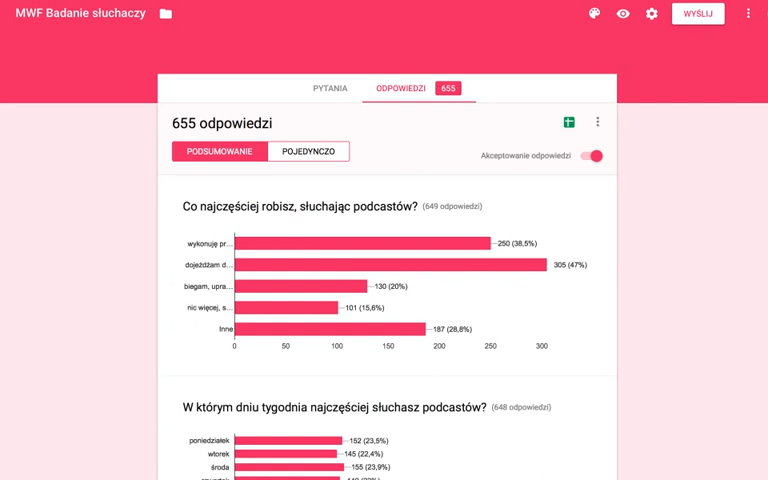 MWF Badanie słuchaczy
WYŚLIJ
PYTANIA
ODPOWIEDZI 655
655 odpowiedzi
PODSUMOWANIE
POJEDYNCZO
Akceptowanie odpowiedzi
Co najczęściej robisz, słuchając podcastów? (649 odpowiedzi)
wykonuję pr... 250 (38,5%)
dojeżdżam d... 305 (47%)
biegam, upra... 130 (20%)
nic więcej, s... 101 (15,6%)
Inne 187 (28,8%)
0 50 100 150 200 250 300
W którym dniu tygodnia najczęściej słuchasz podcastów? (648 odpowiedzi)
poniedziałek 152 (23,5%)
wtorek 145 (22,4%)
środa 155 (23,9%)